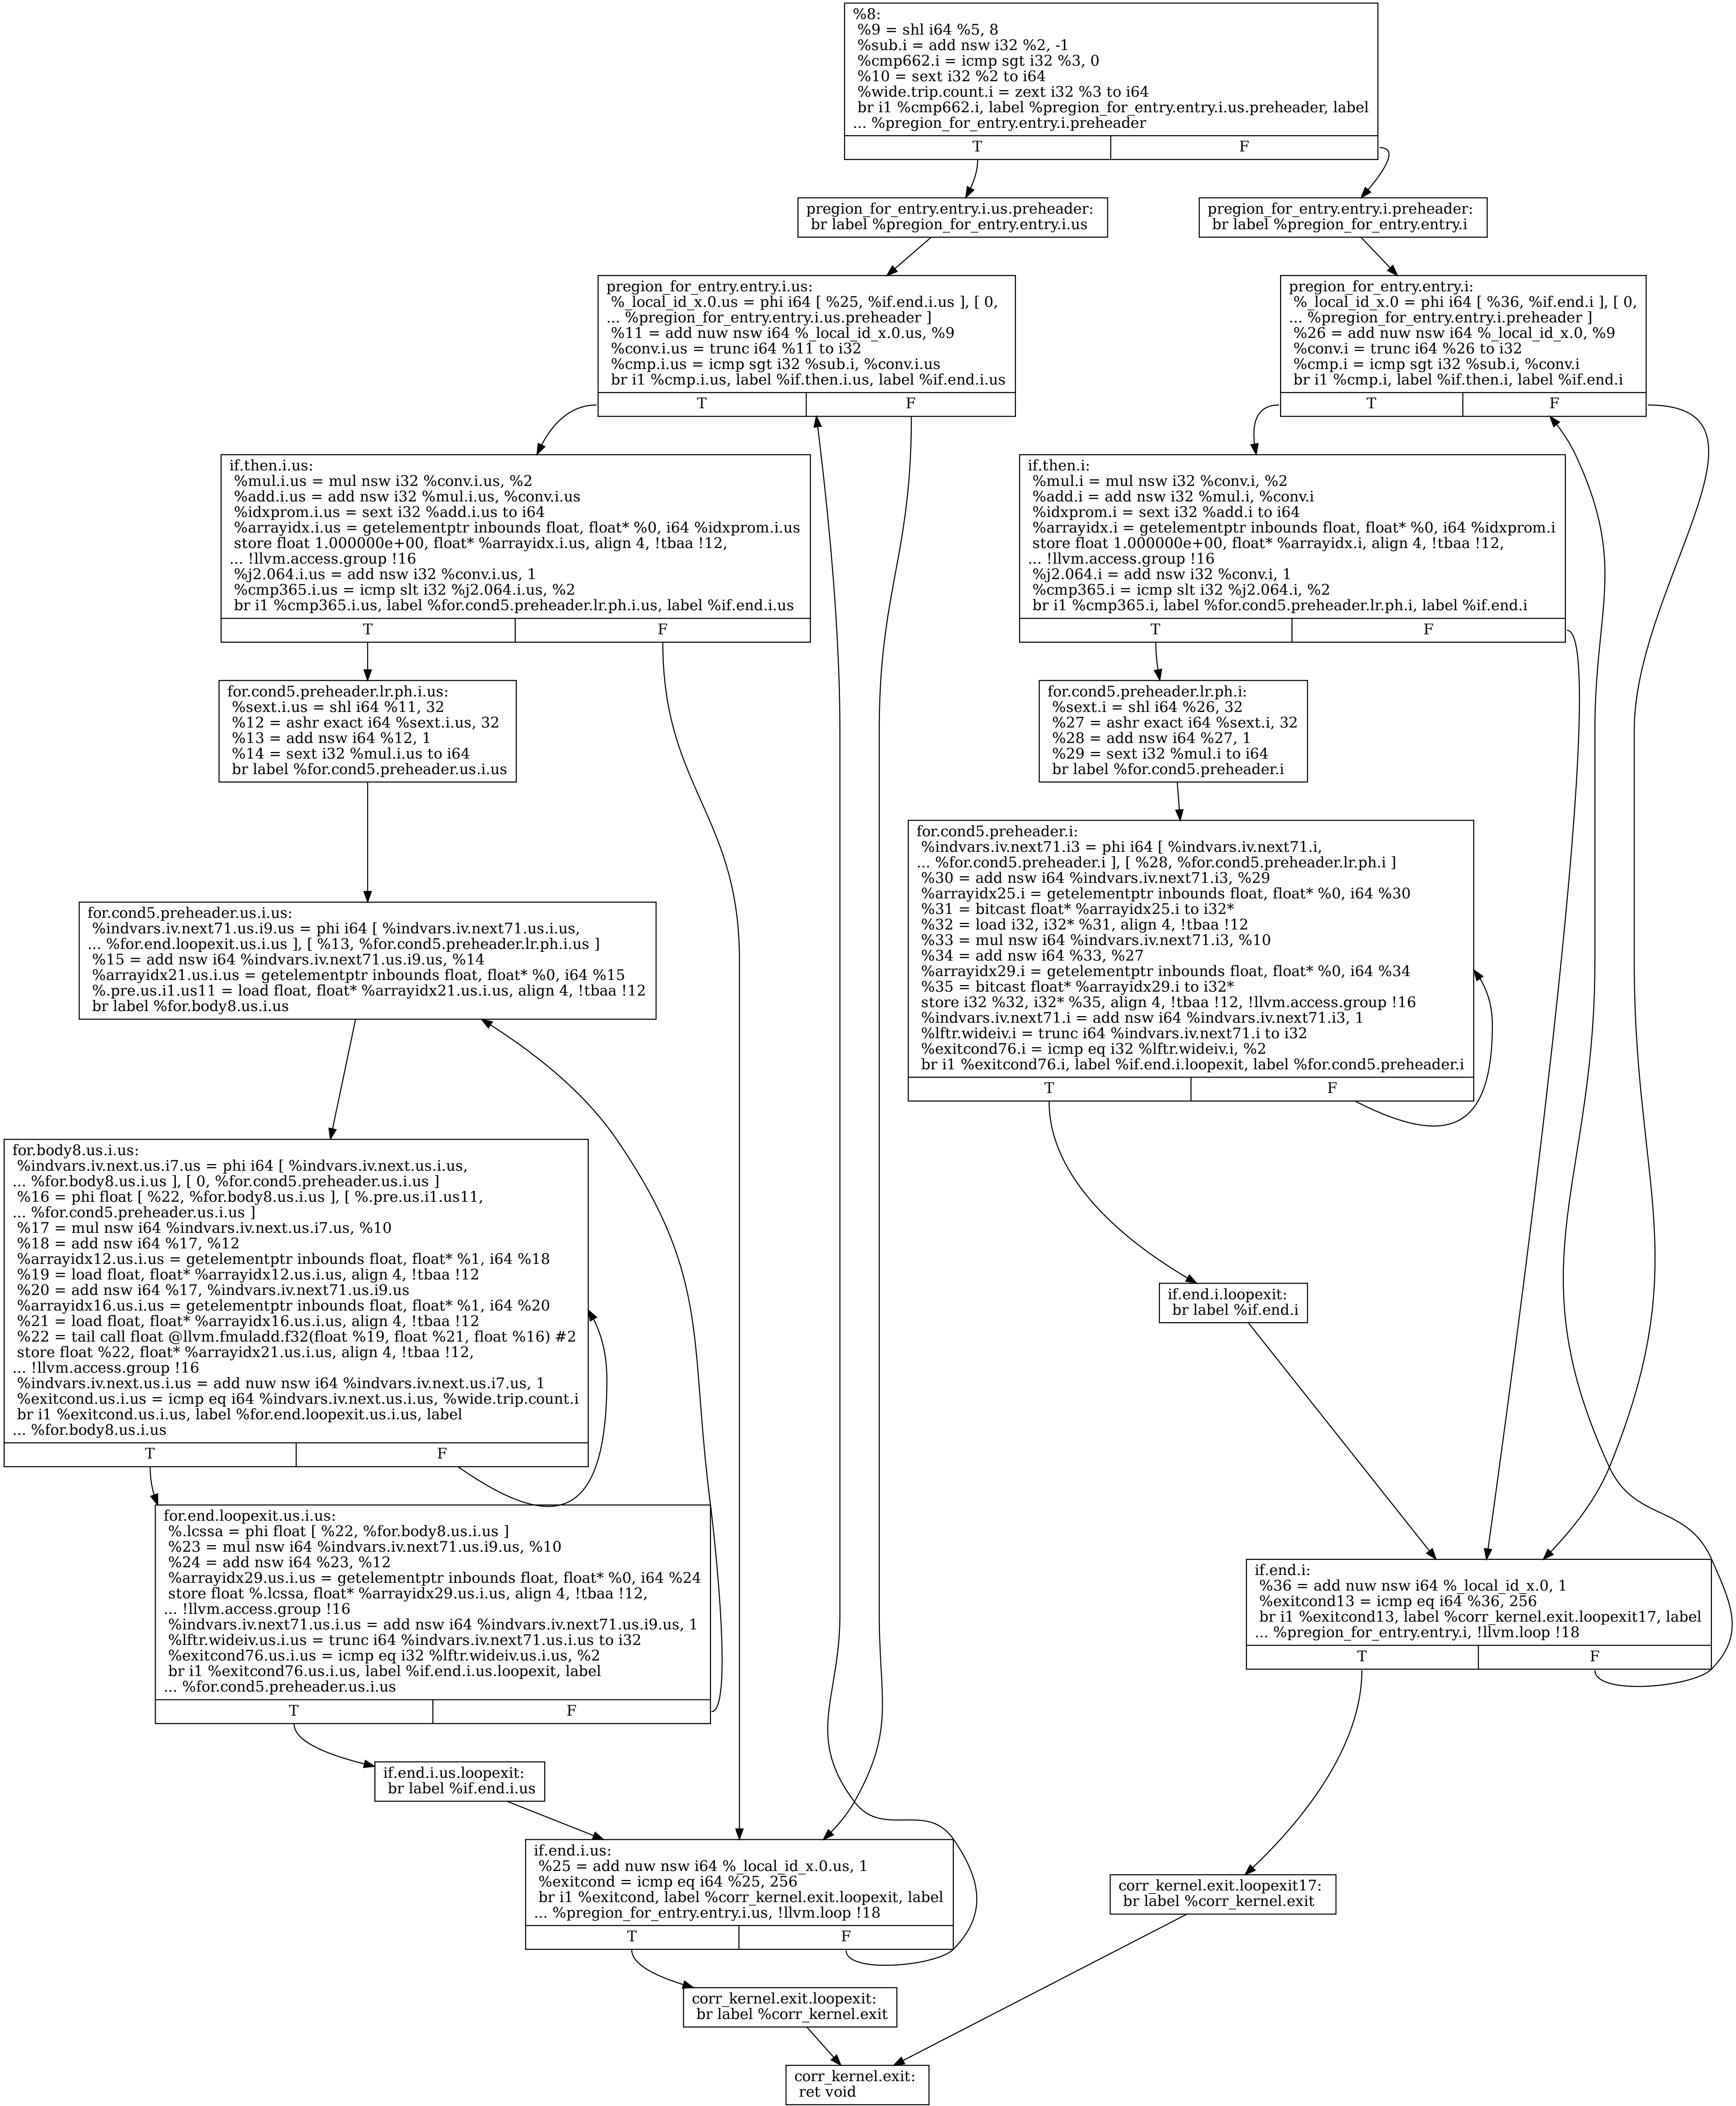 %8:
%9 = shl i64 %5, 8
%sub.i = add nsw i32 %2, -1
%cmp662.i = icmp sgt i32 %3, 0
%10 = sext i32 %2 to i64
%wide.trip.count.i = zext i32 %3 to i64
br i1 %cmp662.i, label %pregion_for_entry.entry.i.us.preheader, label
... %pregion_for_entry.entry.i.preheader
T
F
pregion_for_entry.entry.i.us.preheader:
br label %pregion_for_entry.entry.i.us
pregion_for_entry.entry.i.preheader:
br label %pregion_for_entry.entry.i
pregion_for_entry.entry.i.us:
%_local_id_x.0.us = phi i64 [ %25, %if.end.i.us ], [ 0,
... %pregion_for_entry.entry.i.us.preheader ]
%11 = add nuw nsw i64 %_local_id_x.0.us, %9
%conv.i.us = trunc i64 %11 to i32
%cmp.i.us = icmp sgt i32 %sub.i, %conv.i.us
br i1 %cmp.i.us, label %if.then.i.us, label %if.end.i.us
T
F
pregion_for_entry.entry.i:
%_local_id_x.0 = phi i64 [ %36, %if.end.i ], [ 0,
... %pregion_for_entry.entry.i.preheader ]
%26 = add nuw nsw i64 %_local_id_x.0, %9
%conv.i = trunc i64 %26 to i32
%cmp.i = icmp sgt i32 %sub.i, %conv.i
br i1 %cmp.i, label %if.then.i, label %if.end.i
T
F
if.then.i.us:
%mul.i.us = mul nsw i32 %conv.i.us, %2
%add.i.us = add nsw i32 %mul.i.us, %conv.i.us
%idxprom.i.us = sext i32 %add.i.us to i64
%arrayidx.i.us = getelementptr inbounds float, float* %0, i64 %idxprom.i.us
store float 1.000000e+00, float* %arrayidx.i.us, align 4, !tbaa !12,
... !llvm.access.group !16
%j2.064.i.us = add nsw i32 %conv.i.us, 1
%cmp365.i.us = icmp slt i32 %j2.064.i.us, %2
br i1 %cmp365.i.us, label %for.cond5.preheader.lr.ph.i.us, label %if.end.i.us
T
F
if.then.i:
%mul.i = mul nsw i32 %conv.i, %2
%add.i = add nsw i32 %mul.i, %conv.i
%idxprom.i = sext i32 %add.i to i64
%arrayidx.i = getelementptr inbounds float, float* %0, i64 %idxprom.i
store float 1.000000e+00, float* %arrayidx.i, align 4, !tbaa !12,
... !llvm.access.group !16
%j2.064.i = add nsw i32 %conv.i, 1
%cmp365.i = icmp slt i32 %j2.064.i, %2
br i1 %cmp365.i, label %for.cond5.preheader.lr.ph.i, label %if.end.i
T
F
for.cond5.preheader.lr.ph.i.us:
%sext.i.us = shl i64 %11, 32
%12 = ashr exact i64 %sext.i.us, 32
%13 = add nsw i64 %12, 1
%14 = sext i32 %mul.i.us to i64
br label %for.cond5.preheader.us.i.us
for.cond5.preheader.lr.ph.i:
%sext.i = shl i64 %26, 32
%27 = ashr exact i64 %sext.i, 32
%28 = add nsw i64 %27, 1
%29 = sext i32 %mul.i to i64
br label %for.cond5.preheader.i
for.cond5.preheader.i:
%indvars.iv.next71.i3 = phi i64 [ %indvars.iv.next71.i,
... %for.cond5.preheader.i ], [ %28, %for.cond5.preheader.lr.ph.i ]
%30 = add nsw i64 %indvars.iv.next71.i3, %29
%arrayidx25.i = getelementptr inbounds float, float* %0, i64 %30
%31 = bitcast float* %arrayidx25.i to i32*
%32 = load i32, i32* %31, align 4, !tbaa !12
%33 = mul nsw i64 %indvars.iv.next71.i3, %10
%34 = add nsw i64 %33, %27
%arrayidx29.i = getelementptr inbounds float, float* %0, i64 %34
%35 = bitcast float* %arrayidx29.i to i32*
store i32 %32, i32* %35, align 4, !tbaa !12, !llvm.access.group !16
%indvars.iv.next71.i = add nsw i64 %indvars.iv.next71.i3, 1
%lftr.wideiv.i = trunc i64 %indvars.iv.next71.i to i32
%exitcond76.i = icmp eq i32 %lftr.wideiv.i, %2
br i1 %exitcond76.i, label %if.end.i.loopexit, label %for.cond5.preheader.i
T
F
for.cond5.preheader.us.i.us:
%indvars.iv.next71.us.i9.us = phi i64 [ %indvars.iv.next71.us.i.us,
... %for.end.loopexit.us.i.us ], [ %13, %for.cond5.preheader.lr.ph.i.us ]
%15 = add nsw i64 %indvars.iv.next71.us.i9.us, %14
%arrayidx21.us.i.us = getelementptr inbounds float, float* %0, i64 %15
%.pre.us.i1.us11 = load float, float* %arrayidx21.us.i.us, align 4, !tbaa !12
br label %for.body8.us.i.us
for.body8.us.i.us:
%indvars.iv.next.us.i7.us = phi i64 [ %indvars.iv.next.us.i.us,
... %for.body8.us.i.us ], [ 0, %for.cond5.preheader.us.i.us ]
%16 = phi float [ %22, %for.body8.us.i.us ], [ %.pre.us.i1.us11,
... %for.cond5.preheader.us.i.us ]
%17 = mul nsw i64 %indvars.iv.next.us.i7.us, %10
%18 = add nsw i64 %17, %12
%arrayidx12.us.i.us = getelementptr inbounds float, float* %1, i64 %18
%19 = load float, float* %arrayidx12.us.i.us, align 4, !tbaa !12
%20 = add nsw i64 %17, %indvars.iv.next71.us.i9.us
%arrayidx16.us.i.us = getelementptr inbounds float, float* %1, i64 %20
%21 = load float, float* %arrayidx16.us.i.us, align 4, !tbaa !12
%22 = tail call float @llvm.fmuladd.f32(float %19, float %21, float %16) #2
store float %22, float* %arrayidx21.us.i.us, align 4, !tbaa !12,
... !llvm.access.group !16
%indvars.iv.next.us.i.us = add nuw nsw i64 %indvars.iv.next.us.i7.us, 1
%exitcond.us.i.us = icmp eq i64 %indvars.iv.next.us.i.us, %wide.trip.count.i
br i1 %exitcond.us.i.us, label %for.end.loopexit.us.i.us, label
... %for.body8.us.i.us
T
F
if.end.i.loopexit:
br label %if.end.i
for.end.loopexit.us.i.us:
%.lcssa = phi float [ %22, %for.body8.us.i.us ]
%23 = mul nsw i64 %indvars.iv.next71.us.i9.us, %10
%24 = add nsw i64 %23, %12
%arrayidx29.us.i.us = getelementptr inbounds float, float* %0, i64 %24
store float %.lcssa, float* %arrayidx29.us.i.us, align 4, !tbaa !12,
... !llvm.access.group !16
%indvars.iv.next71.us.i.us = add nsw i64 %indvars.iv.next71.us.i9.us, 1
%lftr.wideiv.us.i.us = trunc i64 %indvars.iv.next71.us.i.us to i32
%exitcond76.us.i.us = icmp eq i32 %lftr.wideiv.us.i.us, %2
br i1 %exitcond76.us.i.us, label %if.end.i.us.loopexit, label
... %for.cond5.preheader.us.i.us
T
F
if.end.i:
%36 = add nuw nsw i64 %_local_id_x.0, 1
%exitcond13 = icmp eq i64 %36, 256
br i1 %exitcond13, label %corr_kernel.exit.loopexit17, label
... %pregion_for_entry.entry.i, !llvm.loop !18
T
F
if.end.i.us.loopexit:
br label %if.end.i.us
if.end.i.us:
%25 = add nuw nsw i64 %_local_id_x.0.us, 1
%exitcond = icmp eq i64 %25, 256
br i1 %exitcond, label %corr_kernel.exit.loopexit, label
... %pregion_for_entry.entry.i.us, !llvm.loop !18
T
F
corr_kernel.exit.loopexit17:
br label %corr_kernel.exit
corr_kernel.exit.loopexit:
br label %corr_kernel.exit
corr_kernel.exit:
ret void